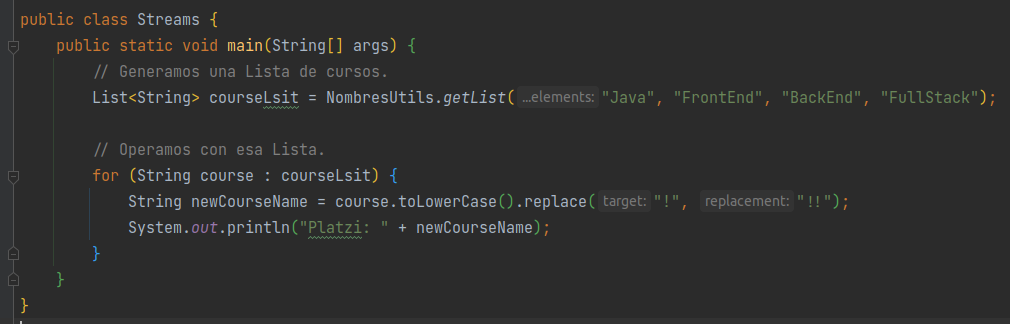 public class Streams {
    public static void main(String[] args) {
        // Generamos una Lista de cursos.
        List<String> courseLsit = NombresUtils.getList( ...elements: "Java", "FrontEnd", "BackEnd", "FullStack");

        // Operamos con esa Lista.
        for (String course : courseLsit) {
            String newCourseName = course.toLowerCase().replace( target: "!", replacement: "!!");
            System.out.println("Platzi: " + newCourseName);
        }
    }
}